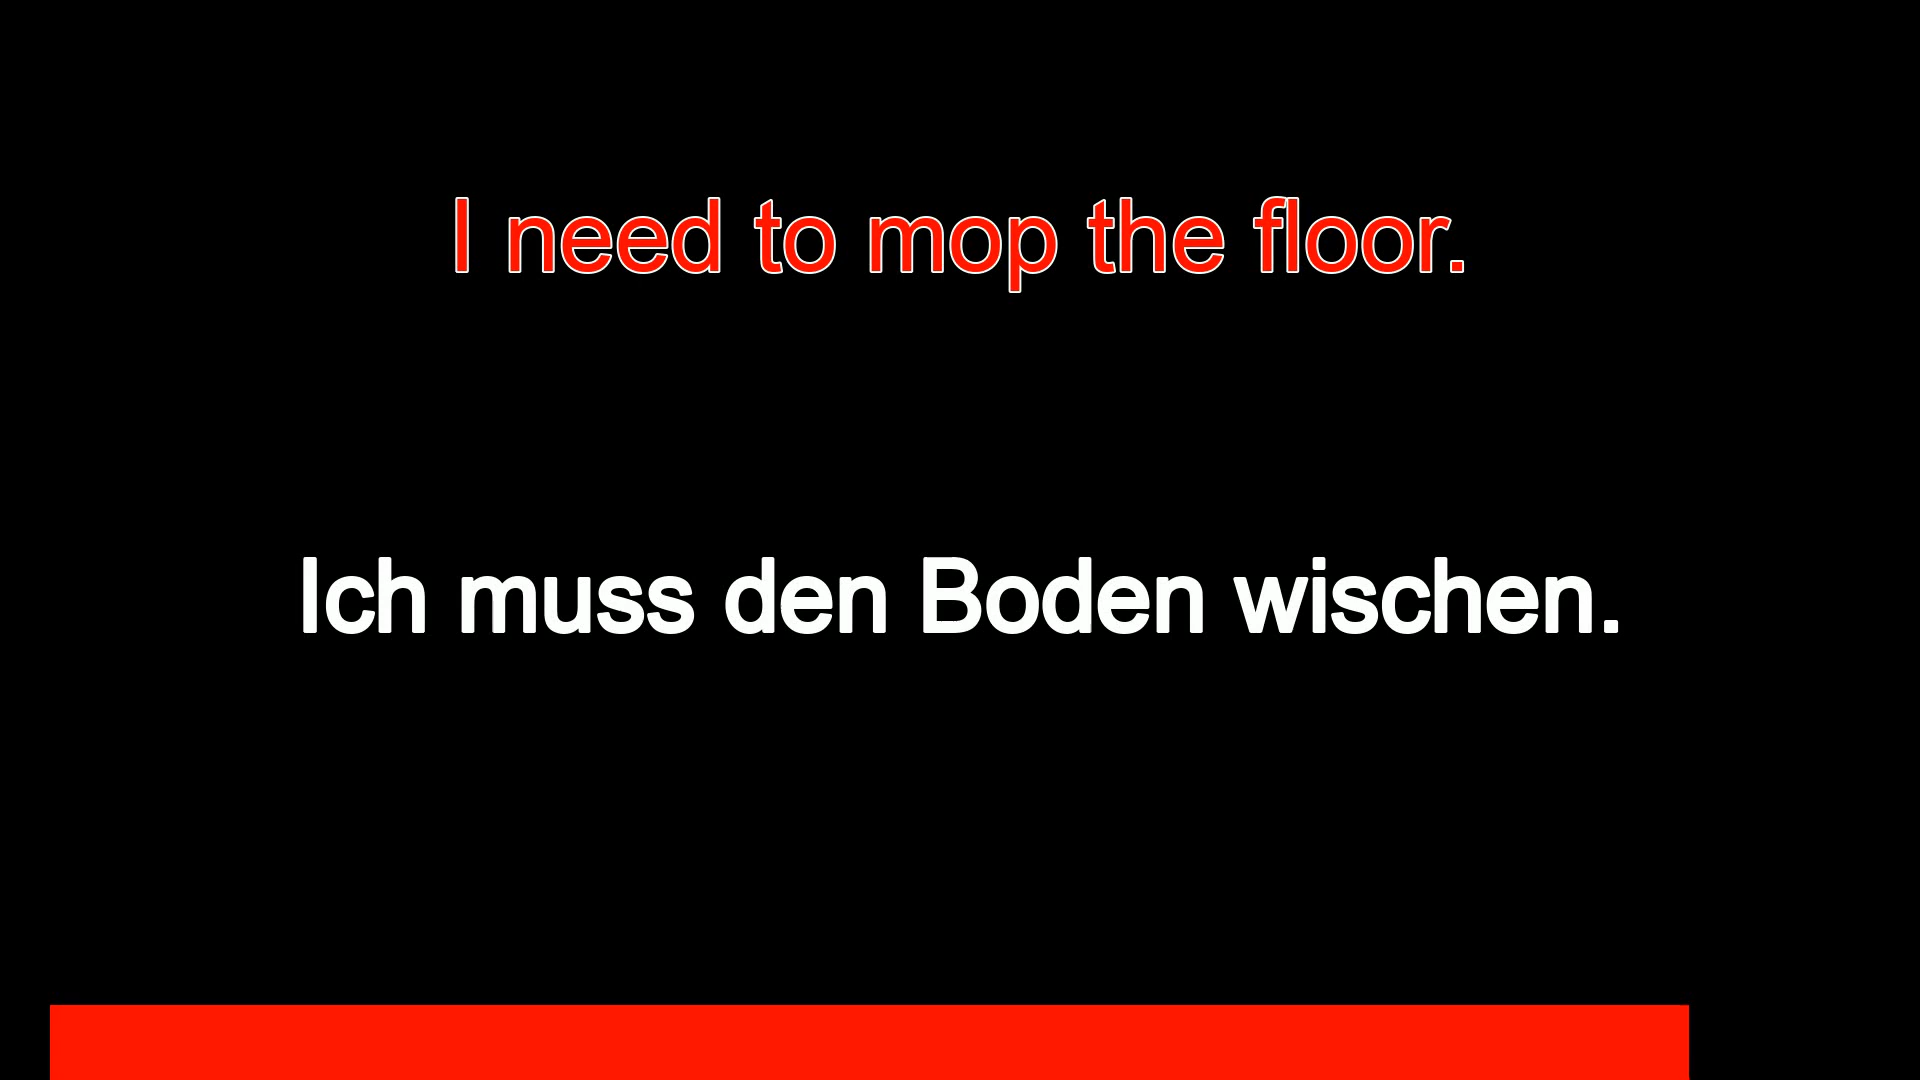 I need to mop the floor.
Ich muss den Boden wischen.